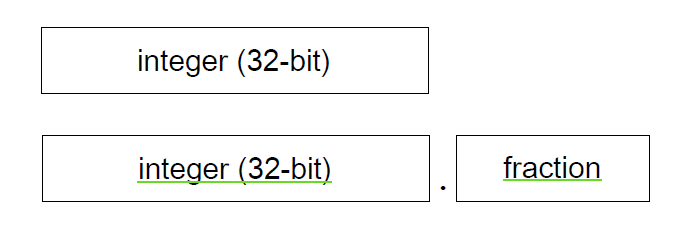 integer (32-bit)
integer (32-bit) . fraction